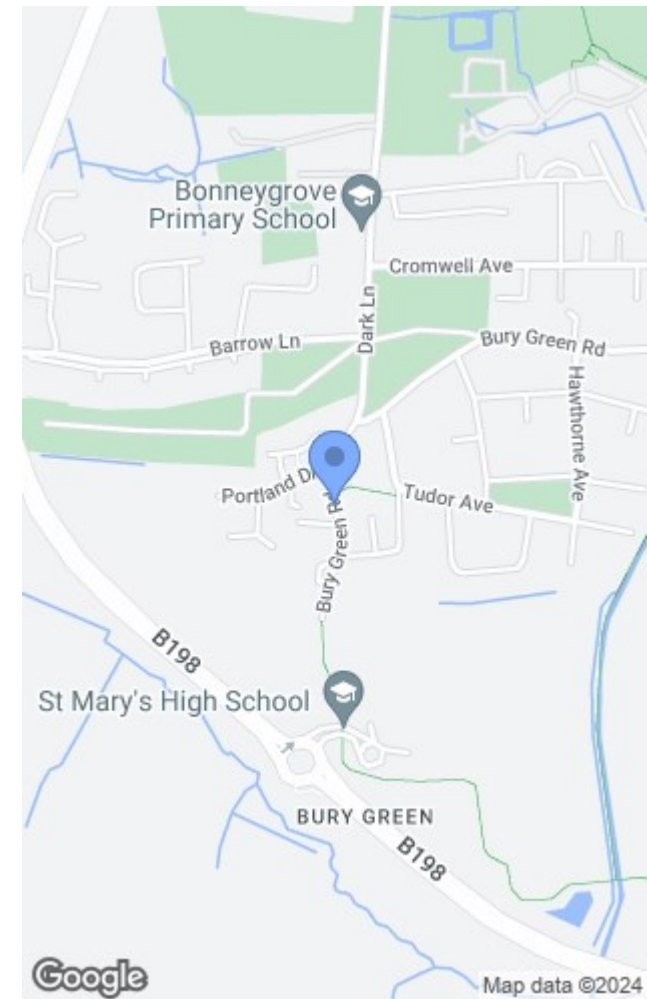 Bonneygrove
Primary School
Cromwell Ave
Dark Ln
Barrow Ln
Bury Green Rd
Hawthorne Ave
Portland D
Tudor Ave
Bury Green Rd
B198
St Mary's High School
BURY GREEN
B198
Google
Map data ©2024